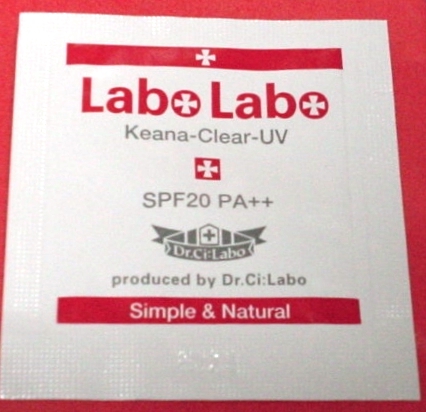 Labo Labo
Keana-Clear-UV
SPF20 PA++
Dr.Ci:Labo
produced by Dr.Ci:Labo
Simple & Natural